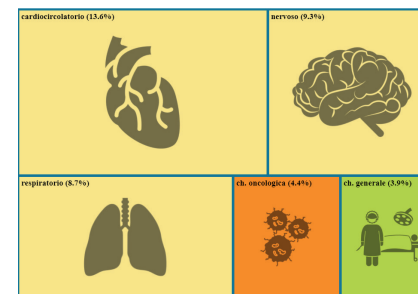 cardiocircolatorio (13.6%)
nervoso (9.3%)
respiratorio (8.7%)
ch. oncologica (4.4%)
ch. generale (3.9%)